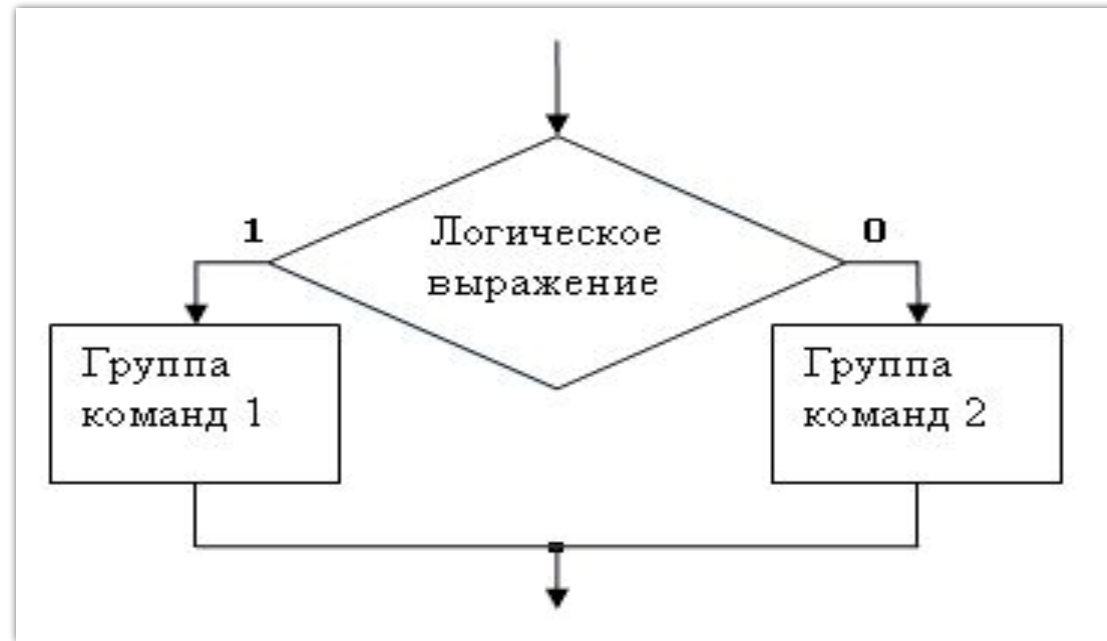 1
Логическое
выражение
0
Группа
команд 1
Группа
команд 2